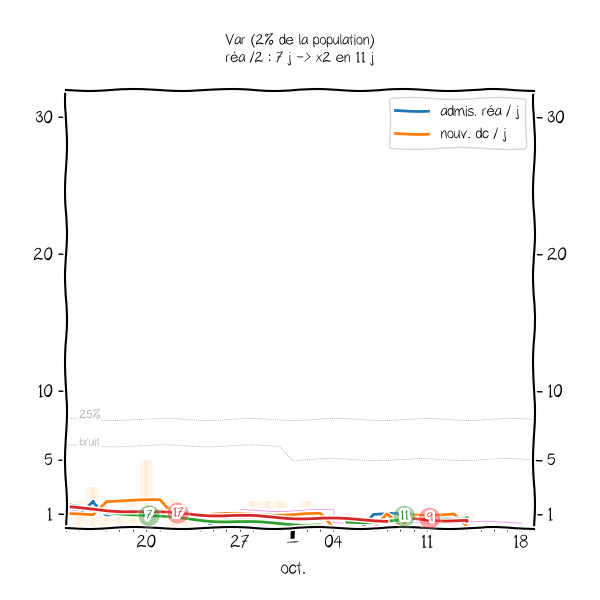 Var (2% de la population)
réa /2 : 7 j -> x2 en 11 j
admis. réa / j
nouv. dc / j
30 30
20 20
10 10
25%
bruit
5 5
1 1
7 17 11 9
20 27 1 04 11 18
oct.